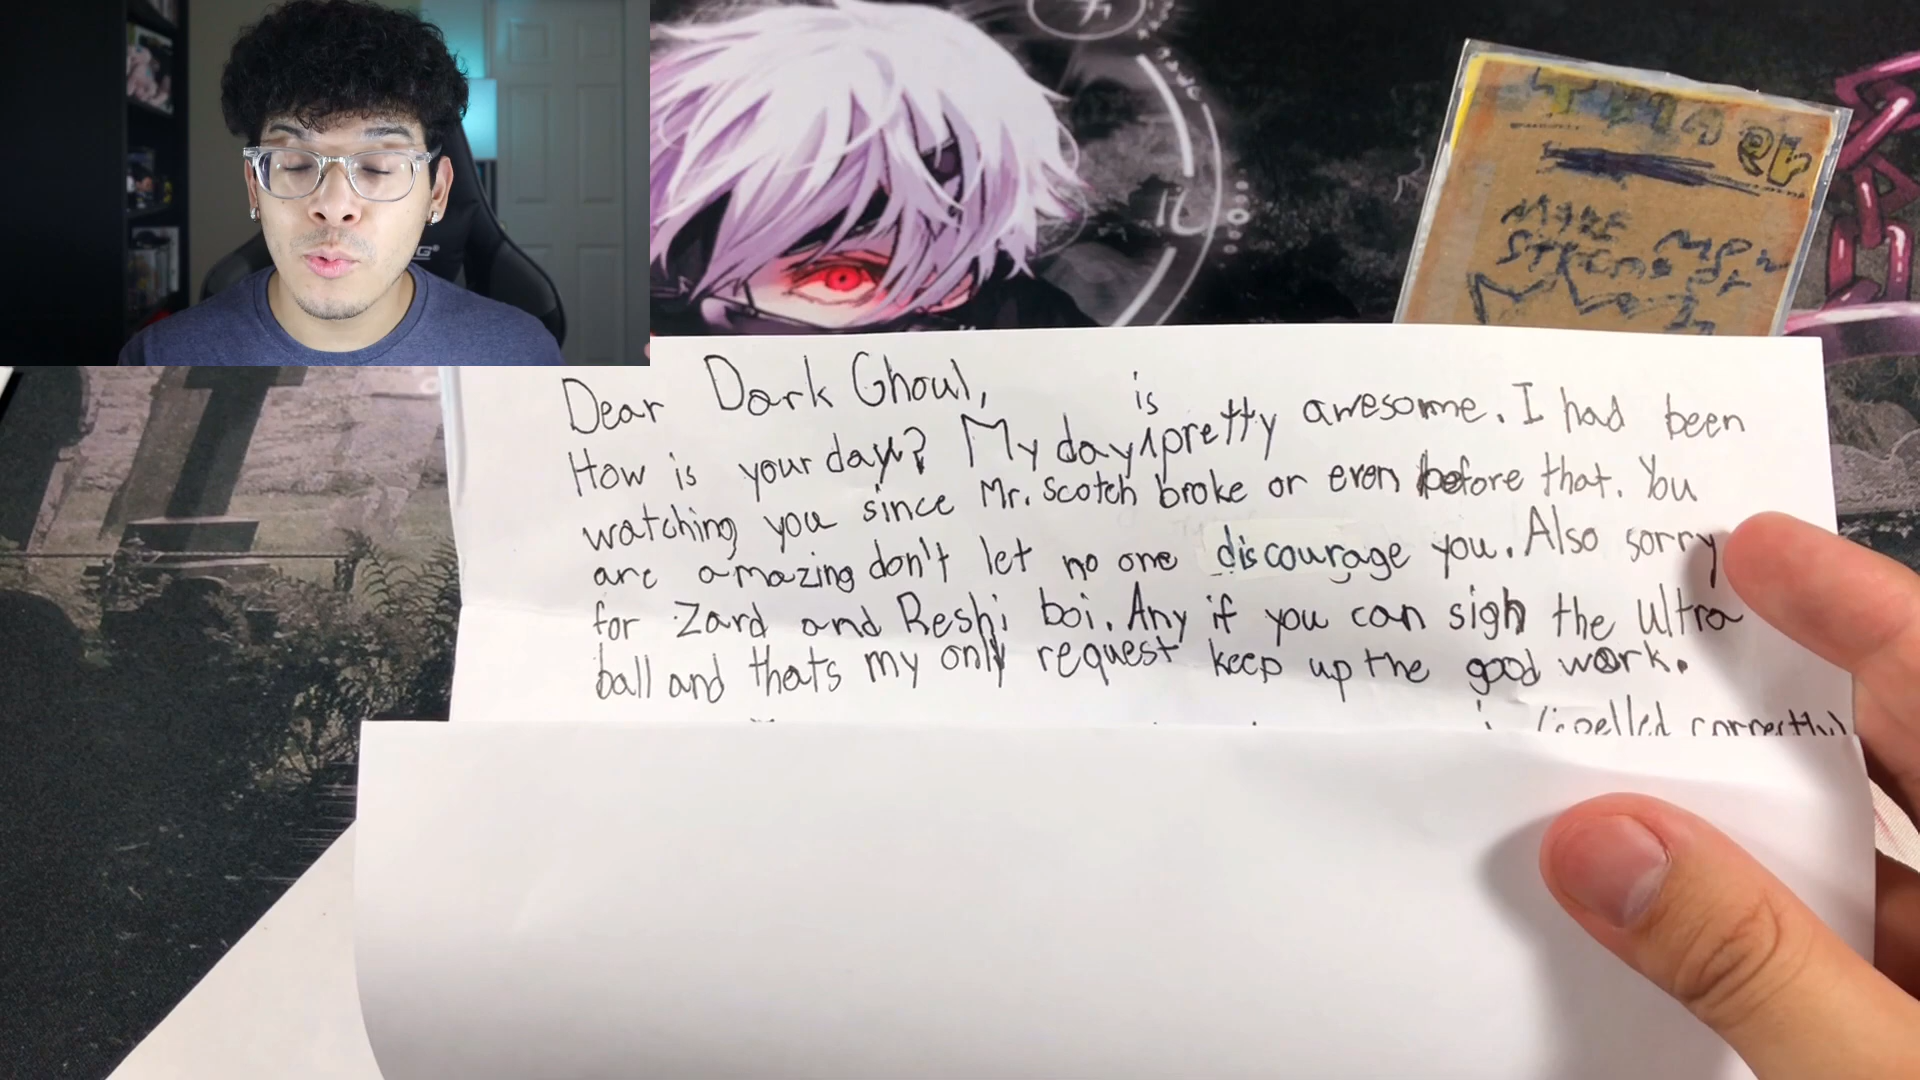 Dear Dark Ghoul,
How is your day? My day is pretty awesome. I had been
watching you since Mr. Scotch broke or even before that. You
are amazing don't let no one discourage you. Also sorry
for Zard and Reshi boi. Any if you can sigh the ultra
ball and thats my only request keep up the good work.
spelled correctly
MAKE